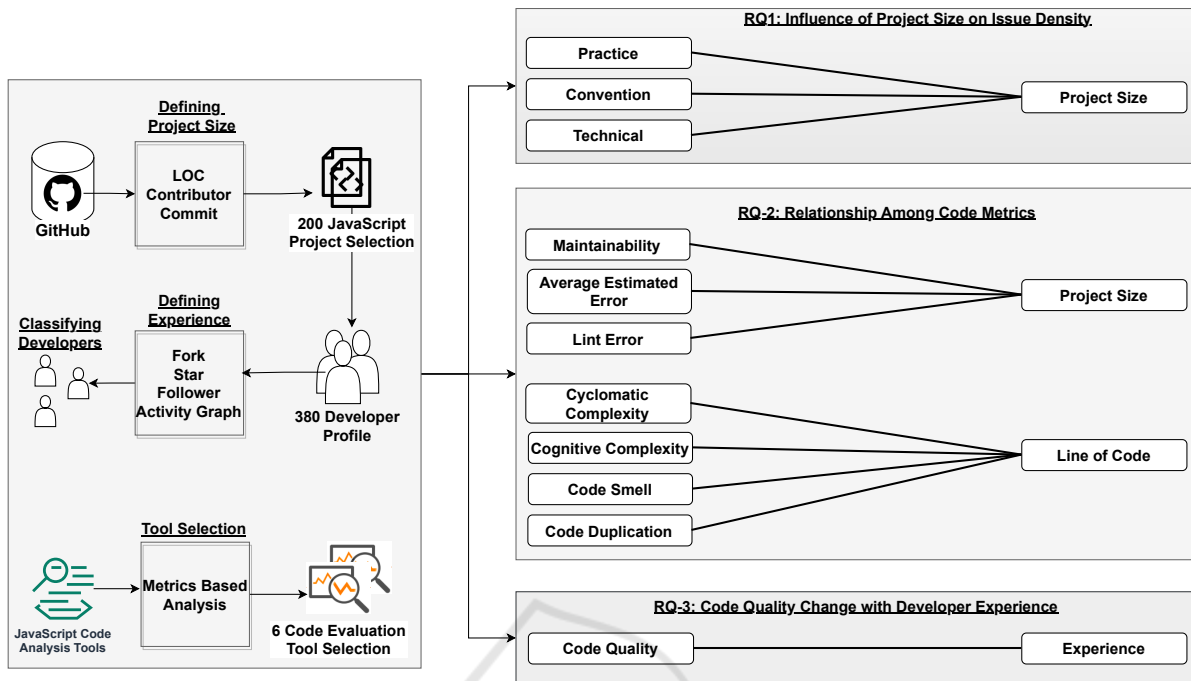 Defining
Project Size
LOC
Contributor
Commit
GitHub
200 JavaScript
Project Selection
Classifying
Developers
Defining
Experience
Fork
Star
Follower
Activity Graph
380 Developer
Profile
Tool Selection
Metrics Based
Analysis
JavaScript Code
Analysis Tools
6 Code Evaluation
Tool Selection
RQ1: Influence of Project Size on Issue Density
Practice
Convention
Technical
Project Size
RQ-2: Relationship Among Code Metrics
Maintainability
Average Estimated
Error
Lint Error
Project Size
Cyclomatic
Complexity
Cognitive Complexity
Code Smell
Code Duplication
Line of Code
RQ-3: Code Quality Change with Developer Experience
Code Quality
Experience